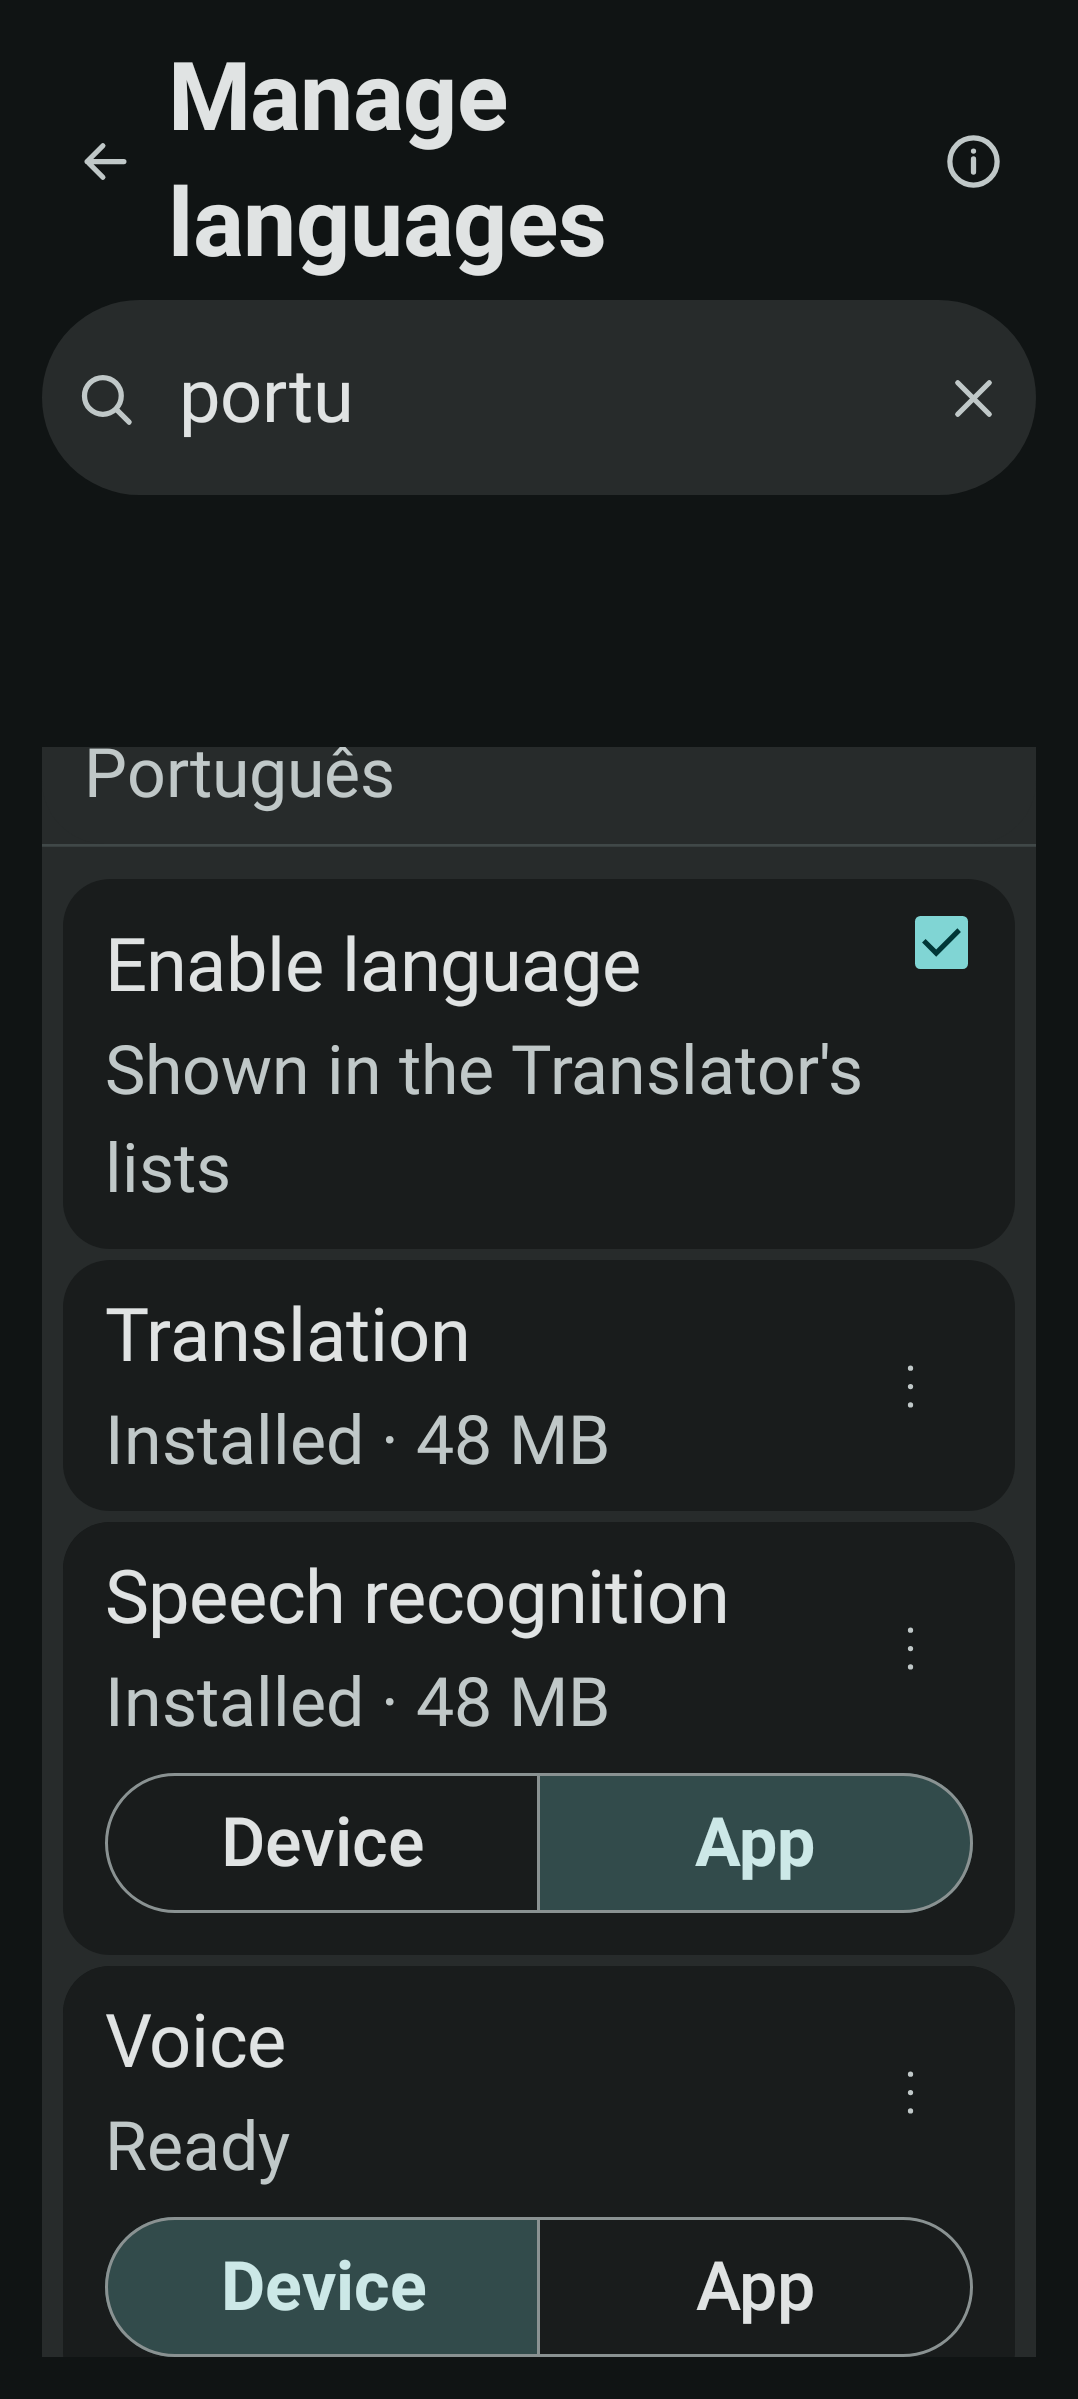 Manage
languages
portu
Português
Enable language
Shown in the Translator's
lists
Translation
Installed · 48 MB
Speech recognition
Installed · 48 MB
Device
App
Voice
Ready
Device
App